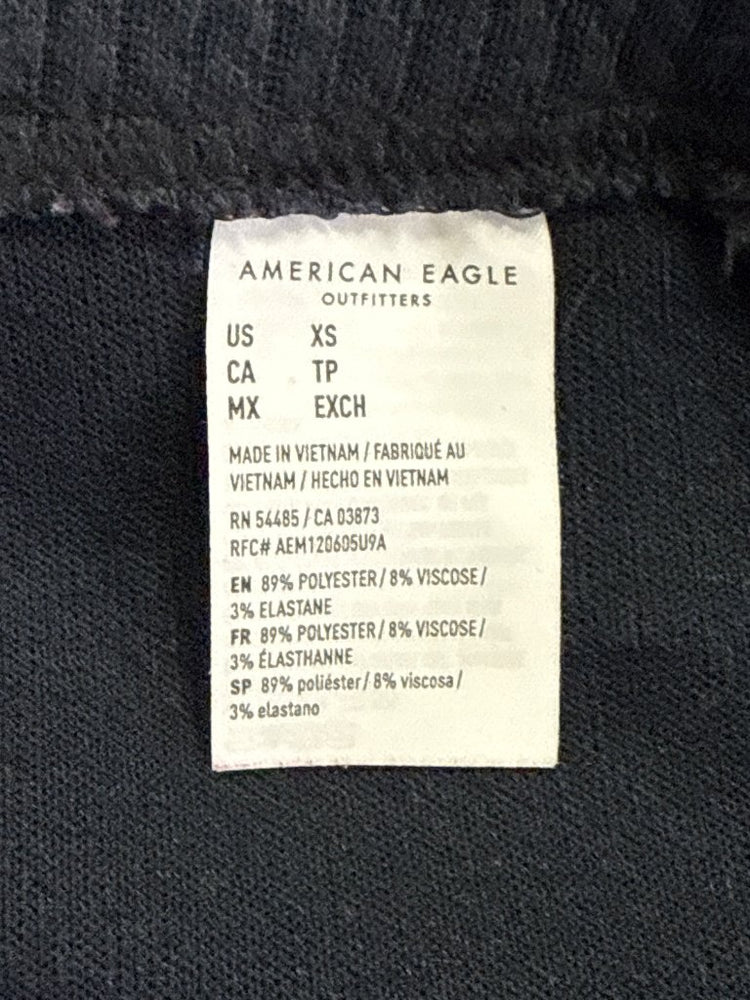 AMERICAN EAGLE
OUTFITTERS
US XS
CA TP
MX EXCH
MADE IN VIETNAM / FABRIQUÉ AU
VIETNAM / HECHO EN VIETNAM
RN 54485 / CA 03873
RFC# AEM120605U9A
EN 89% POLYESTER / 8% VISCOSE /
3% ELASTANE
FR 89% POLYESTER / 8% VISCOSE /
3% ÉLASTHANNE
SP 89% poliéster / 8% viscosa /
3% elastano